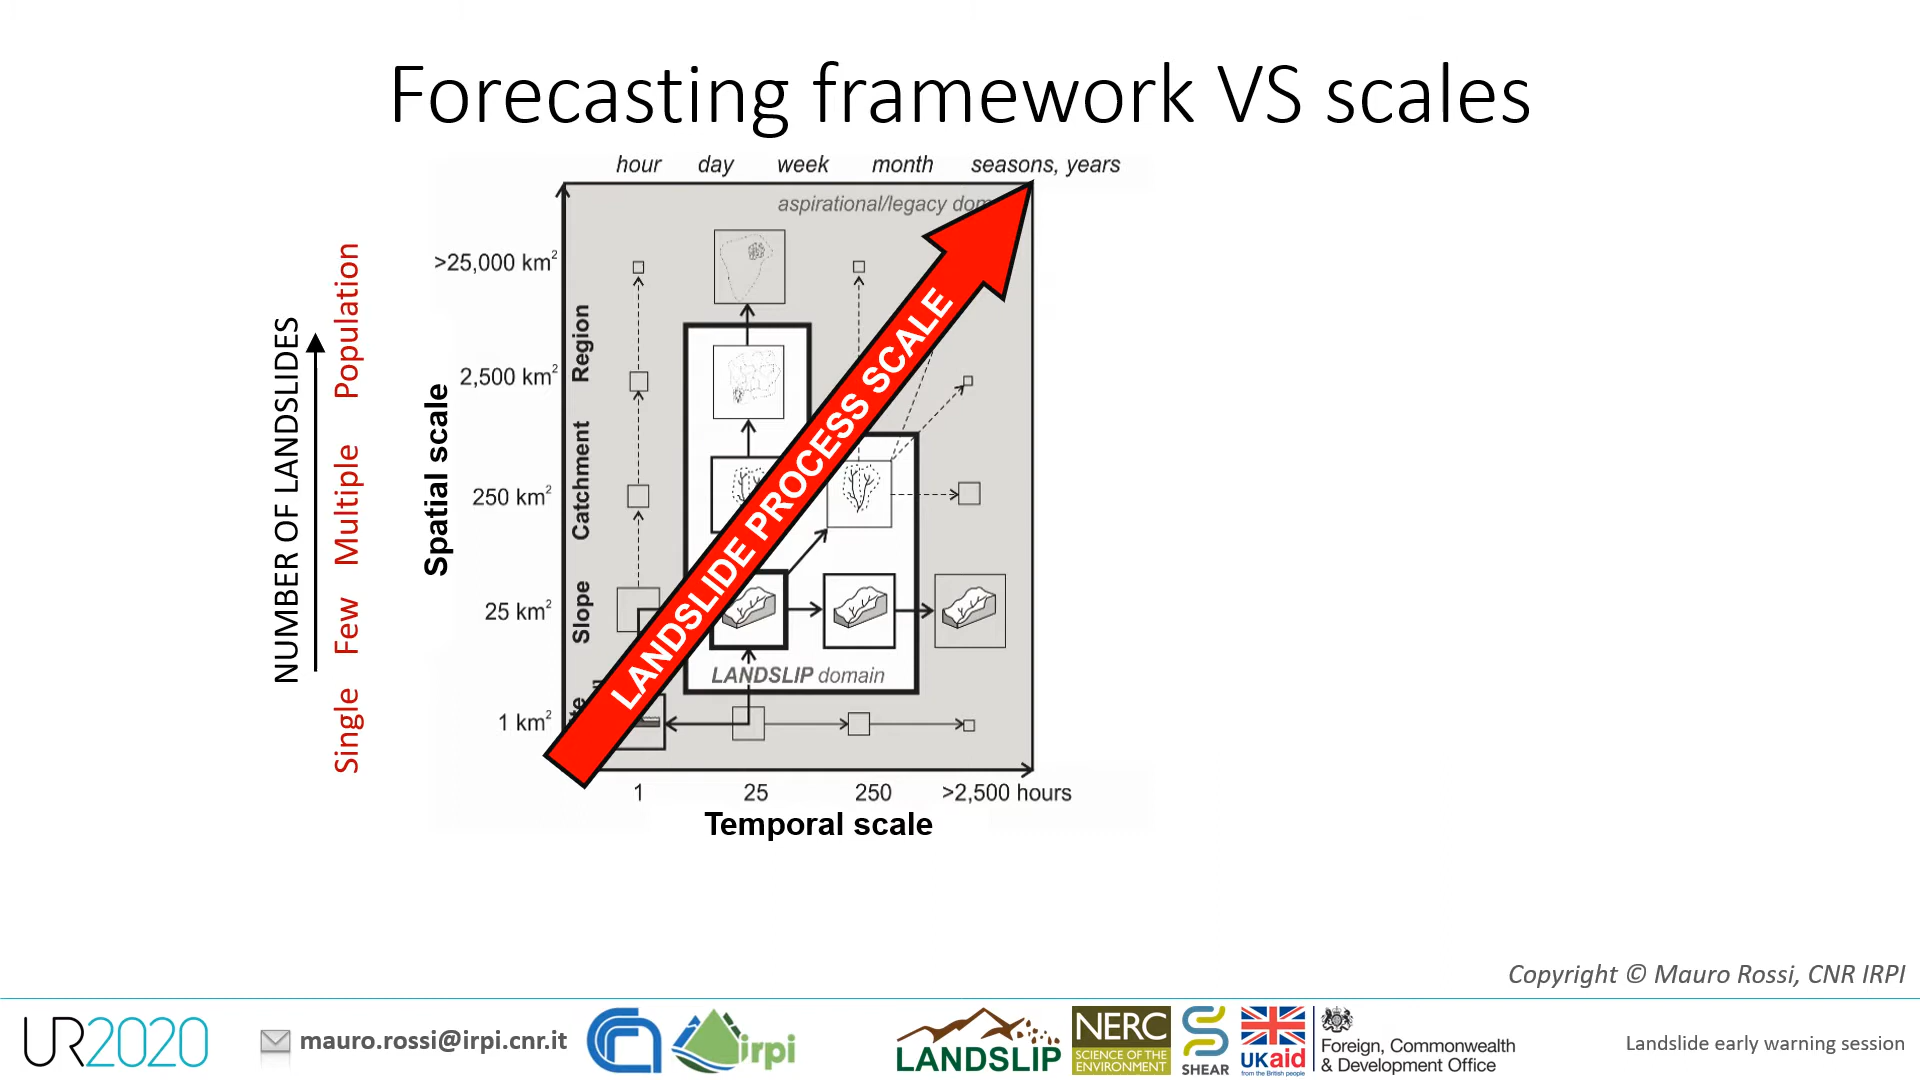 Forecasting framework VS scales
hour day week month seasons, years
aspirational/legacy
>25,000 km²
2,500 km²
250 km²
25 km²
1 km²
Region
Catchment
Slope
Spatial scale
NUMBER OF LANDSLIDES
Single Few Multiple Population
LANDSLIDE PROCESS SCALE
LANDSLIP domain
1 25 250 >2,500 hours
Temporal scale
Copyright © Mauro Rossi, CNR IRPI
UR2020
mauro.rossi@irpi.cnr.it
irpi
LANDSLIP
NERC
SCIENCE OF THE
ENVIRONMENT
SHEAR
UKaid
from the British people
Foreign, Commonwealth
& Development Office
Landslide early warning session